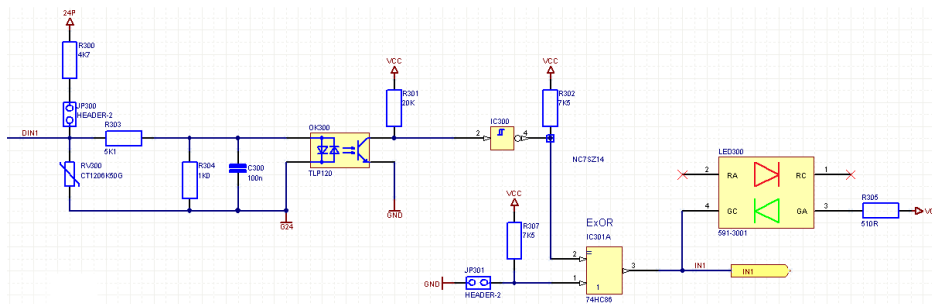 24P
R300
4K7
JP300
HEADER-2
DIN1
R303
5K1
RV300
CT1206K50G
R304
1K0
C300
100n
G24
OK300
TLP120
VCC
R301
20K
GND
2
IC300
4
VCC
R302
7K5
NC7SZ14
VCC
R307
7K5
GND
JP301
HEADER-2
ExOR
IC301A
2
=
1
1
3
74HC86
LED300
2
RA
RC
1
4
GC
GA
3
591-3001
R305
510R
IN1
IN1